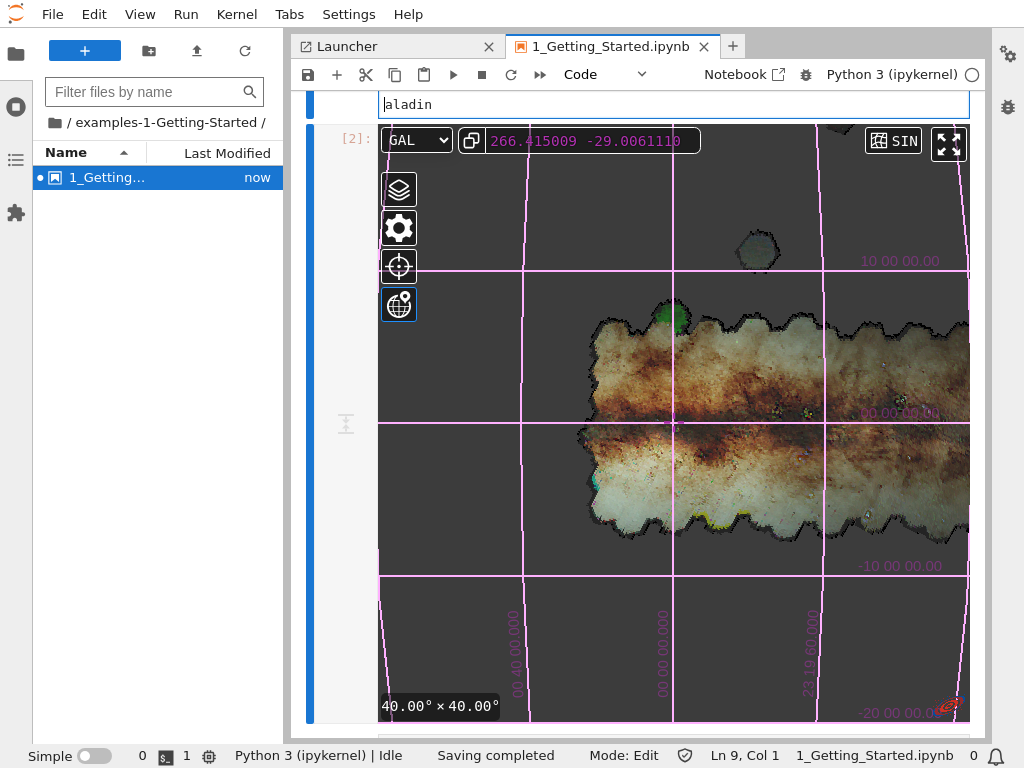 File Edit View Run Kernel Tabs Settings Help
Launcher
1_Getting_Started.ipynb
Code
Notebook
Python 3 (ipykernel)
Filter files by name
/ examples-1-Getting-Started /
Name
Last Modified
1_Getting…
now
aladin
[2]:
GAL
266.415009 -29.0061110
SIN
10 00 00.00
00 00 00.00
-10 00 00.00
-20 00 00.00
00 40 00.000
00 00 00.000
23 19 60.000
40.00° × 40.00°
Simple
0
$_
1
Python 3 (ipykernel) | Idle
Saving completed
Mode: Edit
Ln 9, Col 1
1_Getting_Started.ipynb
0